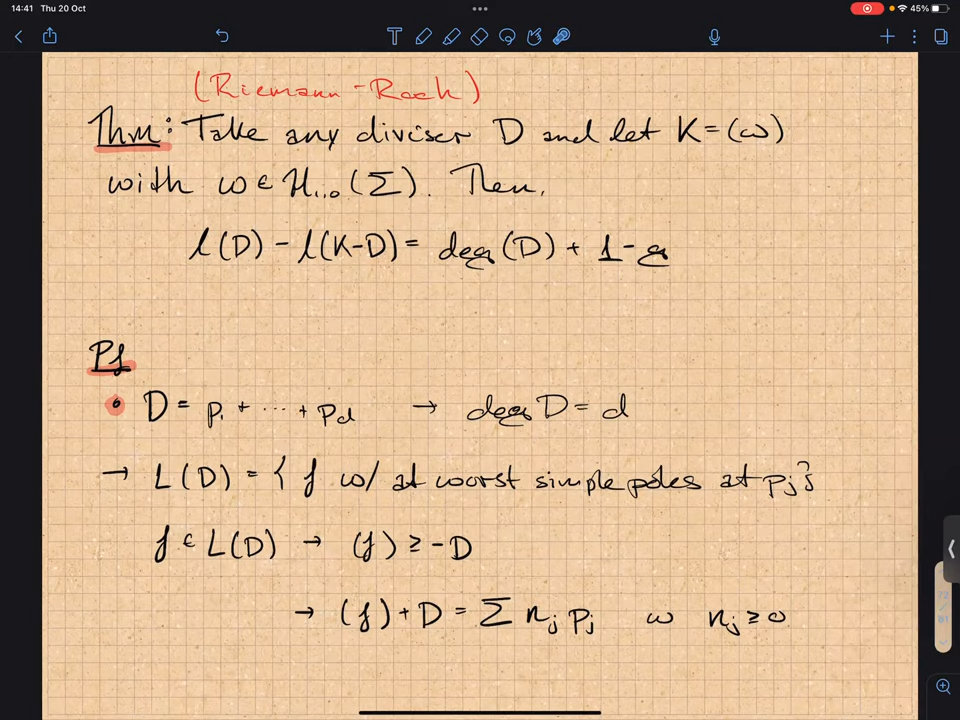 14:41 Thu 20 Oct
45%
(Riemann-Roch)
Thm: Take any divisor D and let K=(ω)
with ω ∈ H₁,₀(Σ). Then,
l(D) - l(K-D) = deg(D) + 1-g
Pf
• D = p₁ + ⋯ + p_d → deg D = d
→ L(D) = { f w/ at worst simple poles at pⱼ}
f ∈ L(D) → (f) ≥ -D
→ (f) + D = Σ nⱼ pⱼ w nⱼ ≥ 0